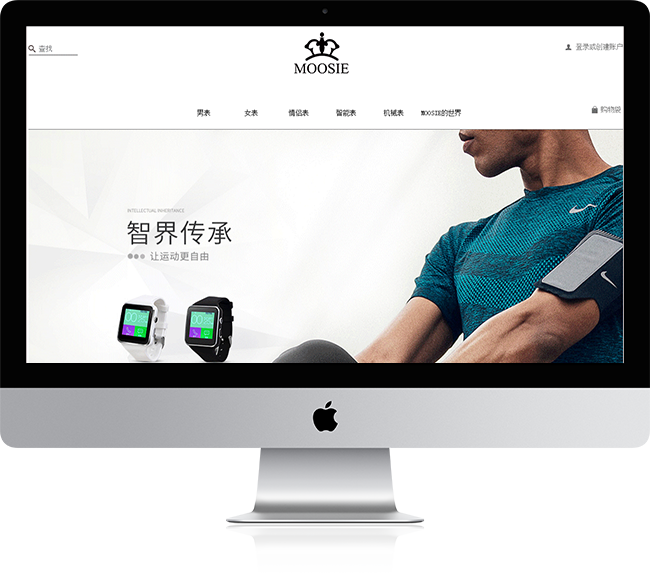 查找
MOOSIE
登录或创建账户
男表 女表 情侣表 智能表 机械表 MOOSIE的世界
购物袋
INTELLECTUAL INHERITANCE
智界传承
让运动更自由